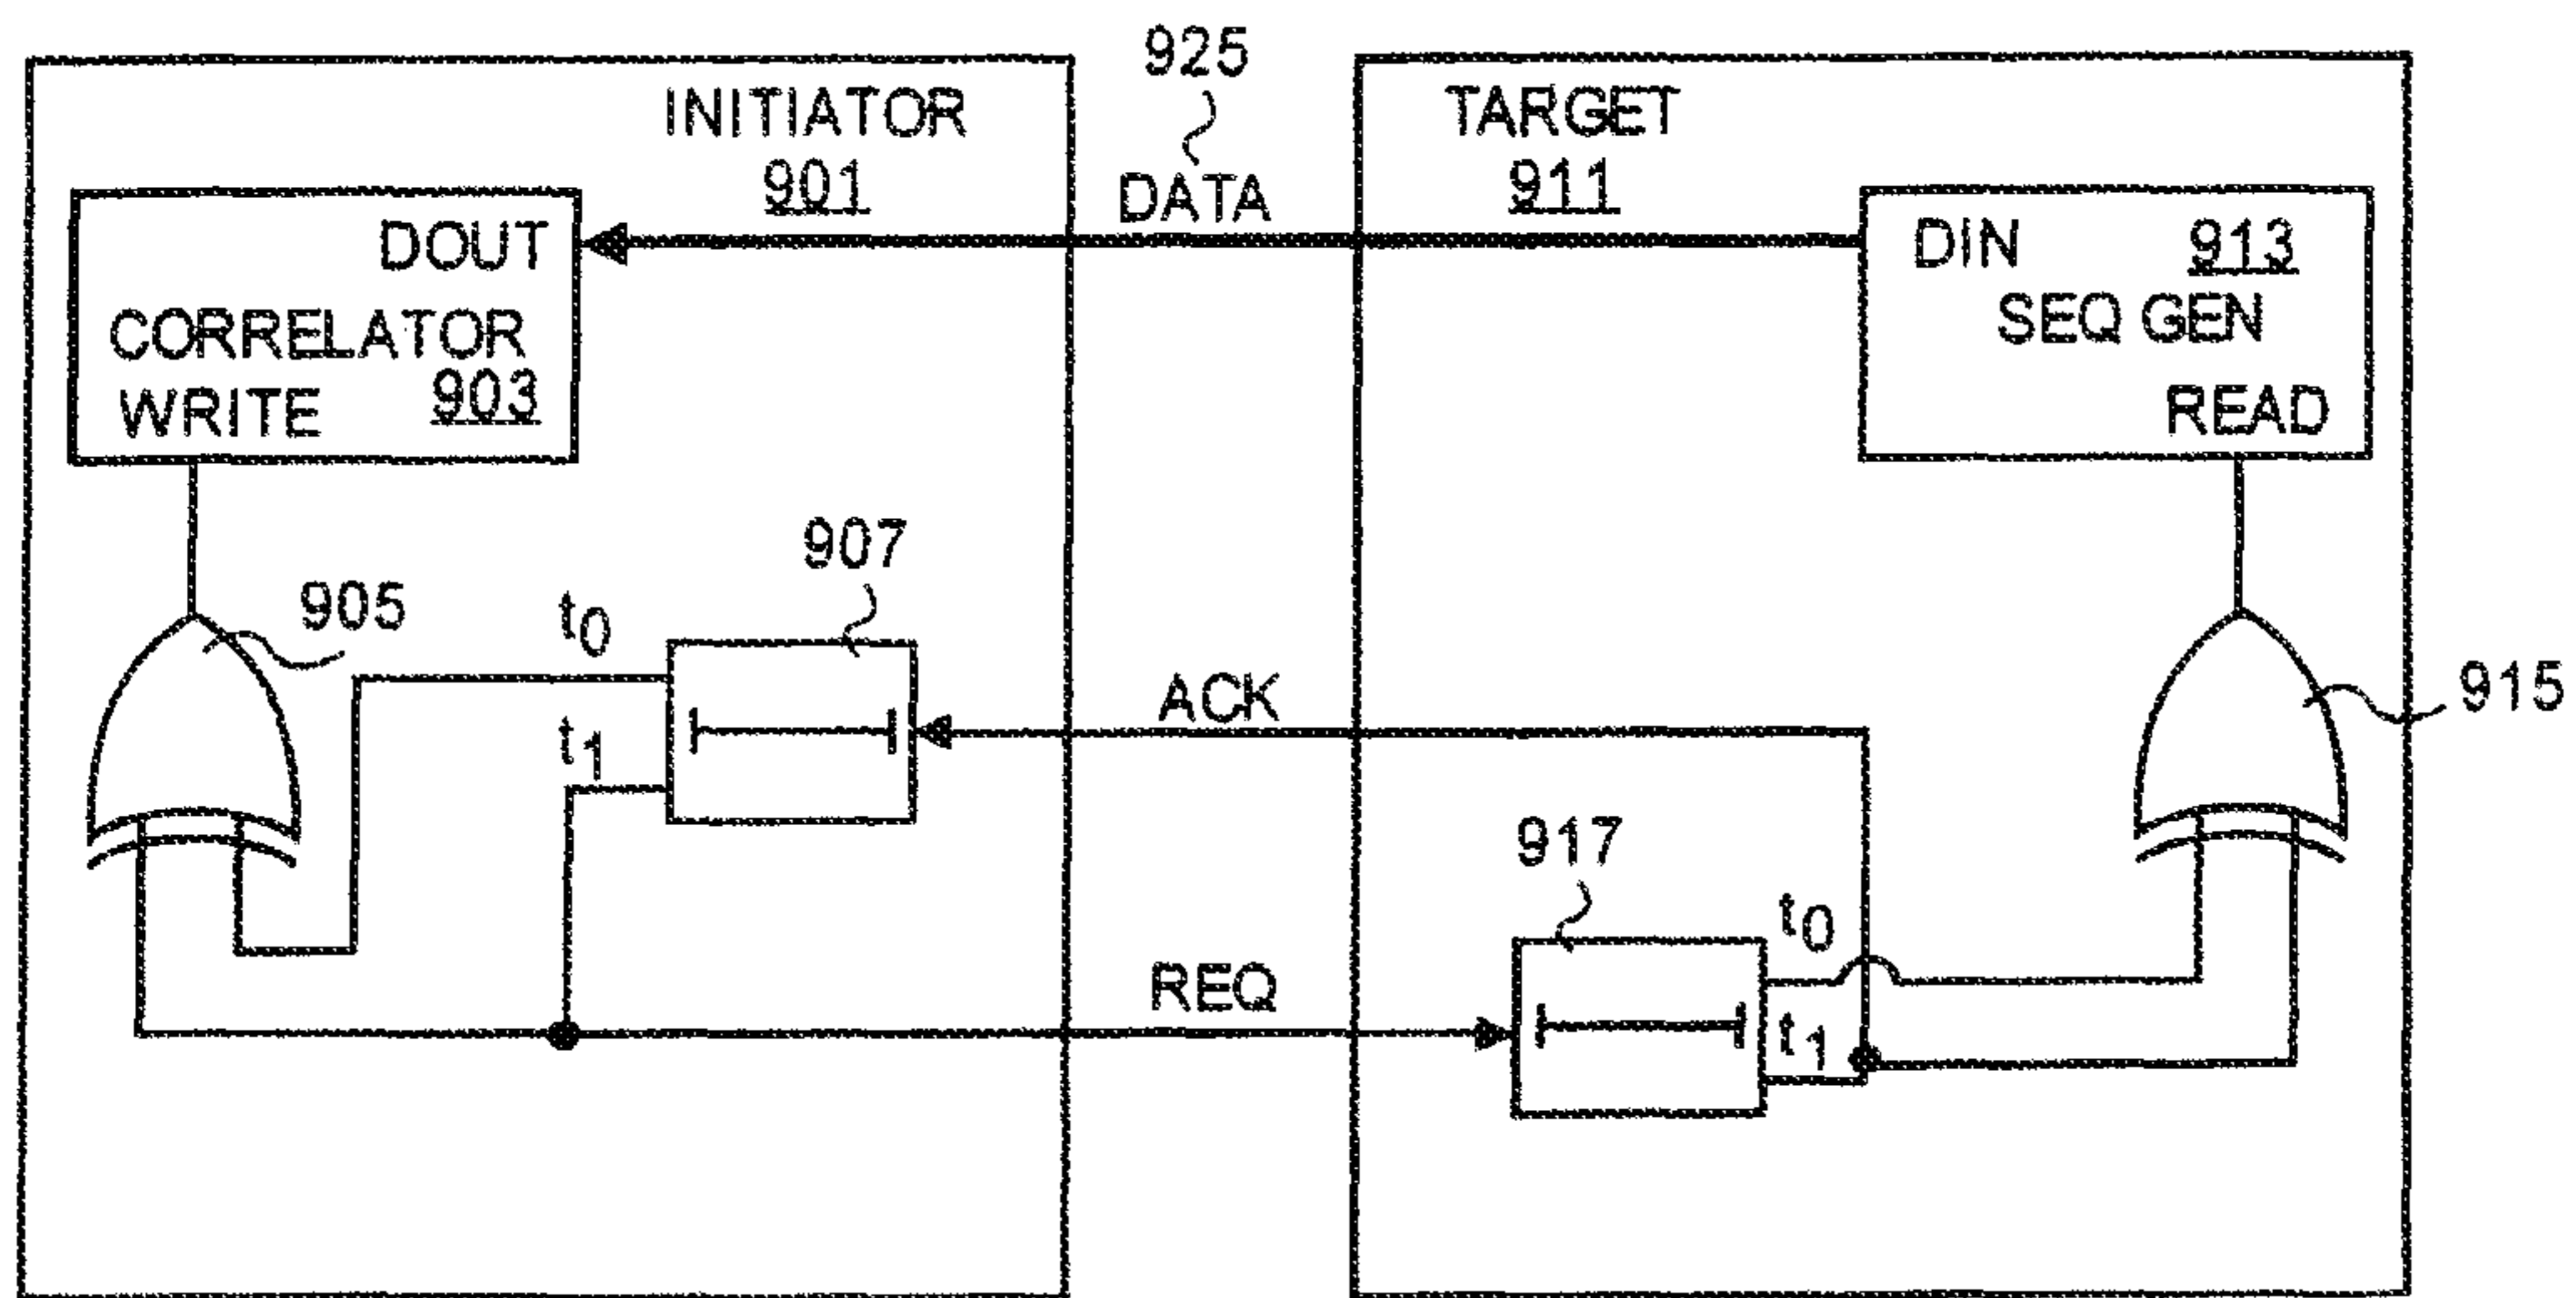 925
INITIATOR
901
DATA
TARGET
911
DOUT
CORRELATOR
WRITE
903
DIN
913
SEQ GEN
READ
905
907
t0
t1
ACK
915
917
REQ
t0
t1